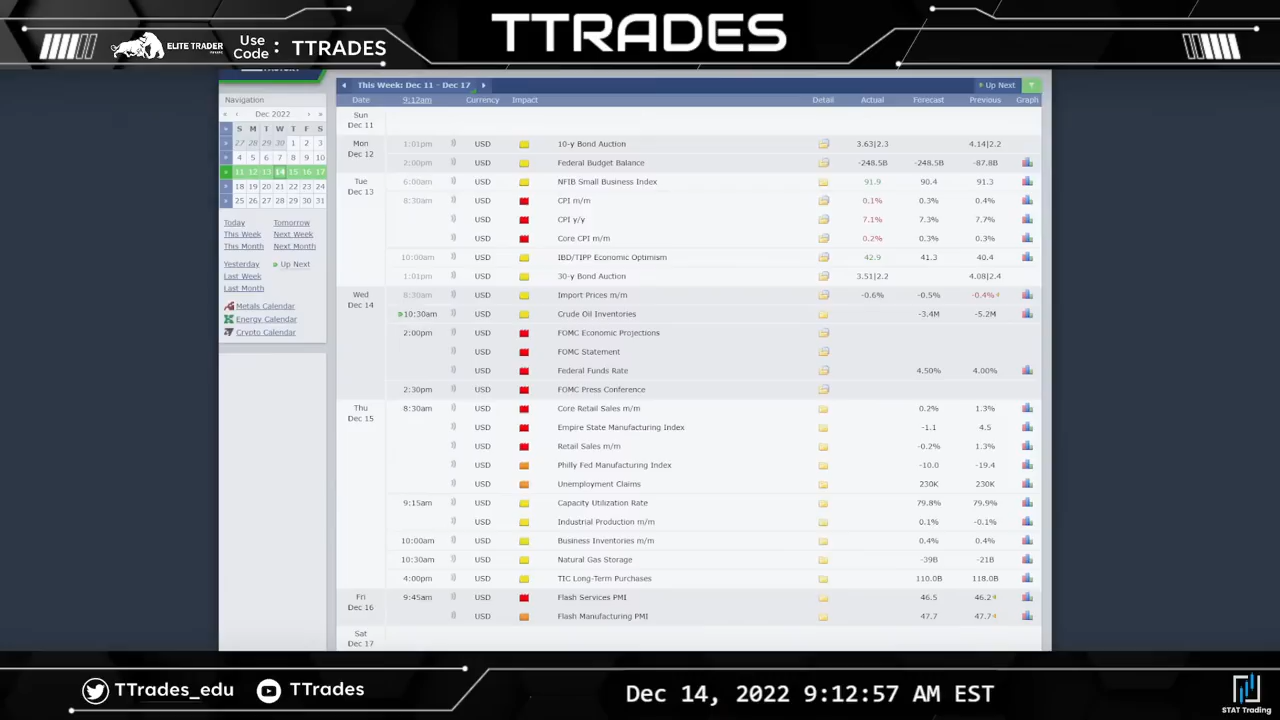 TTRADES
ELITE TRADER
Use Code : TTRADES
This Week: Dec 11 - Dec 17
Up Next
Navigation
Date 9:12am Currency Impact Detail Actual Forecast Previous Graph
Dec 2022
S M T W T F S
27 28 29 30 1 2 3
4 5 6 7 8 9 10
11 12 13 14 15 16 17
18 19 20 21 22 23 24
25 26 27 28 29 30 31
Today Tomorrow
This Week Next Week
This Month Next Month
Yesterday Up Next
Last Week
Last Month
Metals Calendar
Energy Calendar
Crypto Calendar
Sun Dec 11
Mon Dec 12 1:01pm USD 10-y Bond Auction 3.63|2.3 4.14|2.2
2:00pm USD Federal Budget Balance -248.5B -248.5B -87.8B
Tue Dec 13 6:00am USD NFIB Small Business Index 91.9 90.4 91.3
8:30am USD CPI m/m 0.1% 0.3% 0.4%
USD CPI y/y 7.1% 7.3% 7.7%
USD Core CPI m/m 0.2% 0.3% 0.3%
10:00am USD IBD/TIPP Economic Optimism 42.9 41.3 40.4
1:01pm USD 30-y Bond Auction 3.51|2.2 4.08|2.4
Wed Dec 14 8:30am USD Import Prices m/m -0.6% -0.5% -0.4%
10:30am USD Crude Oil Inventories -3.4M -5.2M
2:00pm USD FOMC Economic Projections
USD FOMC Statement
USD Federal Funds Rate 4.50% 4.00%
2:30pm USD FOMC Press Conference
Thu Dec 15 8:30am USD Core Retail Sales m/m 0.2% 1.3%
USD Empire State Manufacturing Index -1.1 4.5
USD Retail Sales m/m -0.2% 1.3%
USD Philly Fed Manufacturing Index -10.0 -19.4
USD Unemployment Claims 230K 230K
9:15am USD Capacity Utilization Rate 79.8% 79.9%
USD Industrial Production m/m 0.1% -0.1%
10:00am USD Business Inventories m/m 0.4% 0.4%
10:30am USD Natural Gas Storage -39B -21B
4:00pm USD TIC Long-Term Purchases 110.0B 118.0B
Fri Dec 16 9:45am USD Flash Services PMI 46.5 46.2
USD Flash Manufacturing PMI 47.7 47.7
Sat Dec 17
TTrades_edu TTrades
Dec 14, 2022 9:12:57 AM EST
STAT Trading